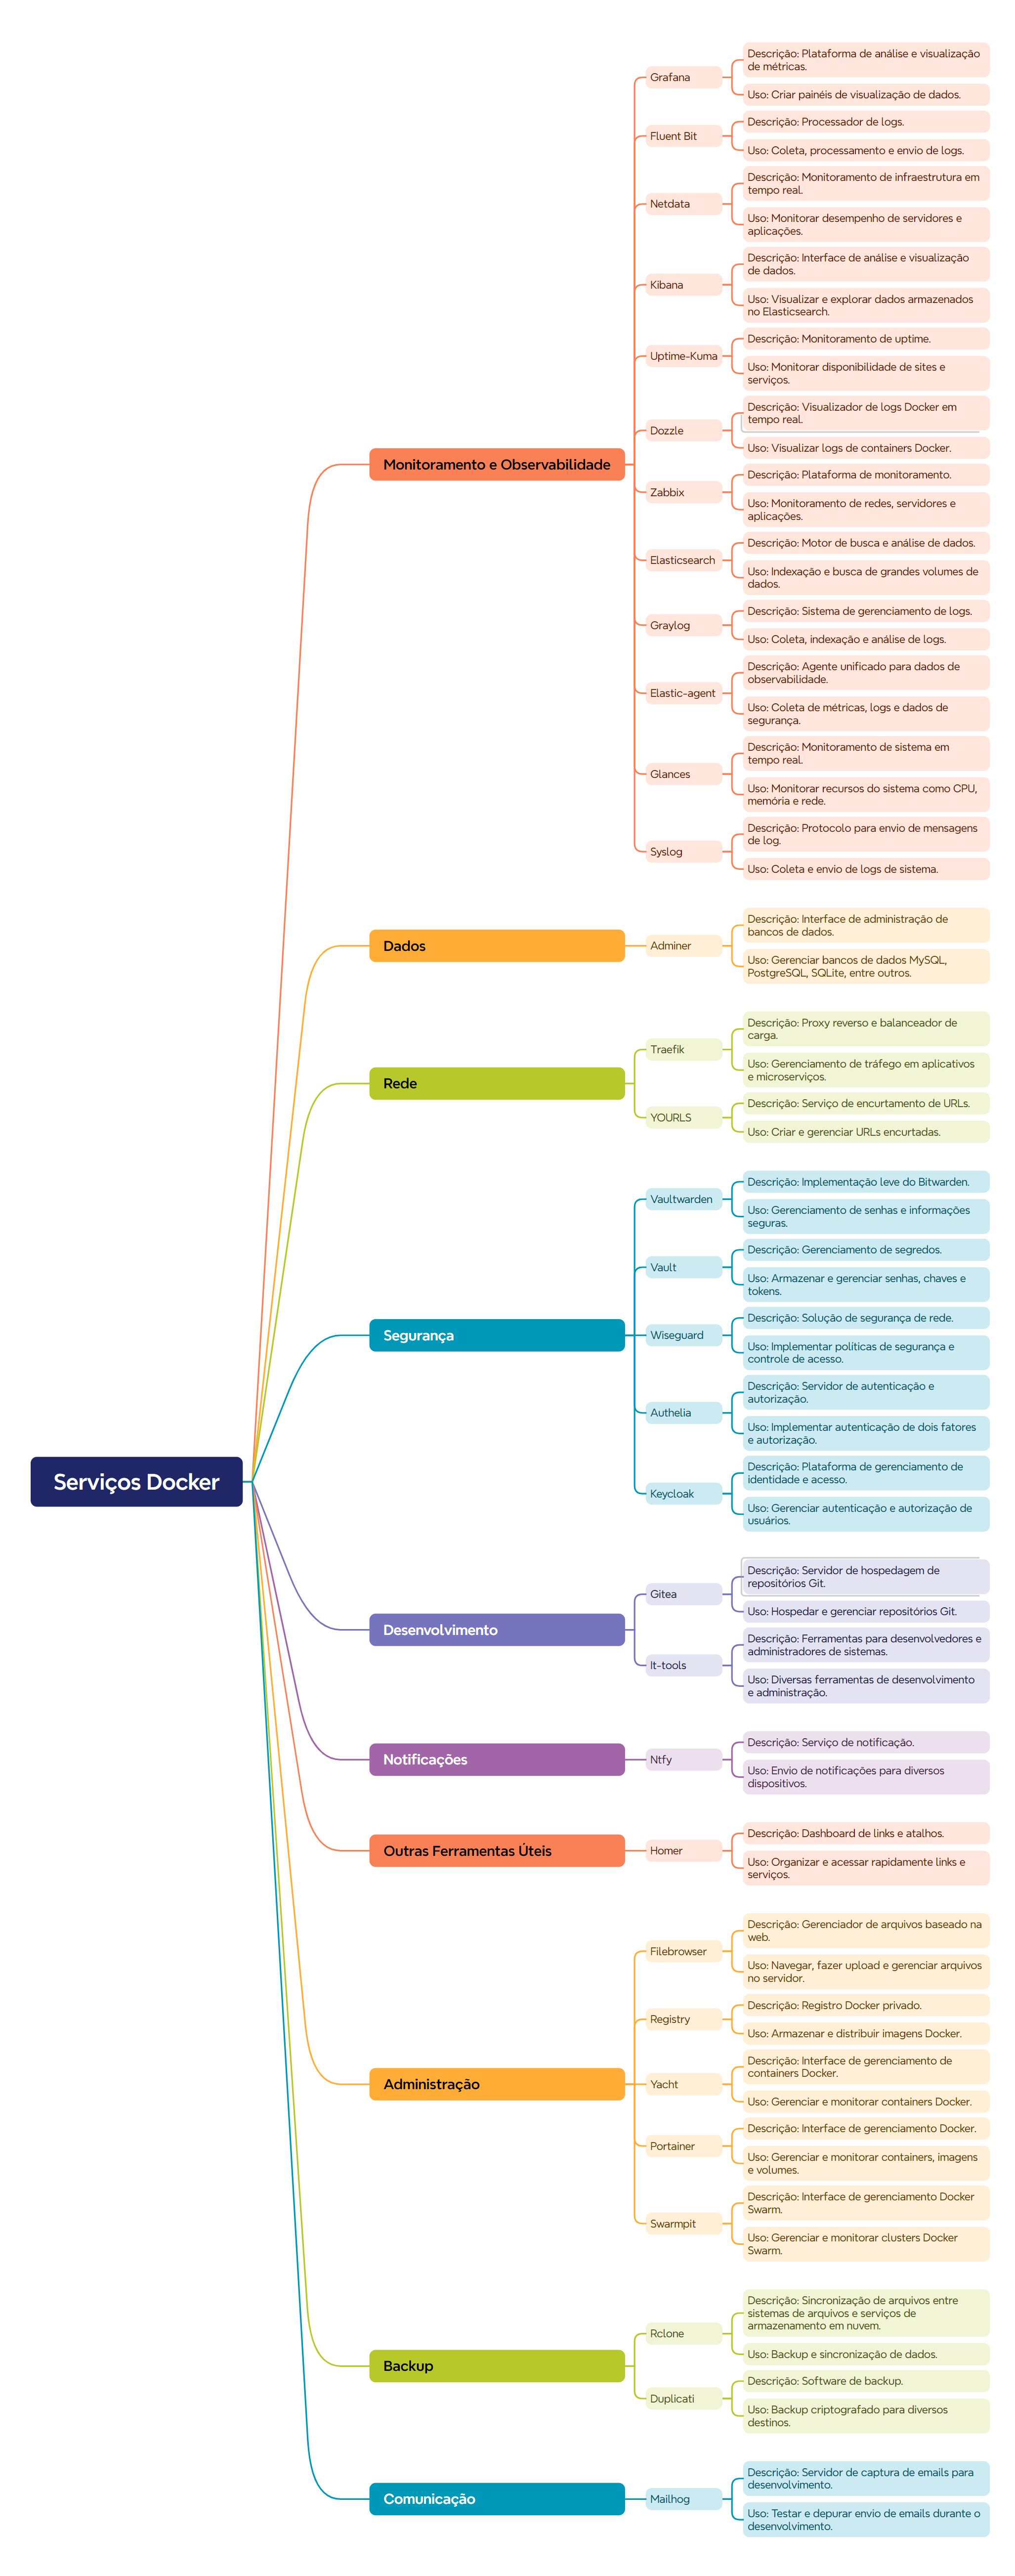 Serviços Docker
Monitoramento e Observabilidade
Grafana
Descrição: Plataforma de análise e visualização
de métricas.
Uso: Criar painéis de visualização de dados.
Fluent Bit
Descrição: Processador de logs.
Uso: Coleta, processamento e envio de logs.
Netdata
Descrição: Monitoramento de infraestrutura em
tempo real.
Uso: Monitorar desempenho de servidores e
aplicações.
Kibana
Descrição: Interface de análise e visualização
de dados.
Uso: Visualizar e explorar dados armazenados
no Elasticsearch.
Uptime-Kuma
Descrição: Monitoramento de uptime.
Uso: Monitorar disponibilidade de sites e
serviços.
Dozzle
Descrição: Visualizador de logs Docker em
tempo real.
Uso: Visualizar logs de containers Docker.
Zabbix
Descrição: Plataforma de monitoramento.
Uso: Monitoramento de redes, servidores e
aplicações.
Elasticsearch
Descrição: Motor de busca e análise de dados.
Uso: Indexação e busca de grandes volumes de
dados.
Graylog
Descrição: Sistema de gerenciamento de logs.
Uso: Coleta, indexação e análise de logs.
Elastic-agent
Descrição: Agente unificado para dados de
observabilidade.
Uso: Coleta de métricas, logs e dados de
segurança.
Glances
Descrição: Monitoramento de sistema em
tempo real.
Uso: Monitorar recursos do sistema como CPU,
memória e rede.
Syslog
Descrição: Protocolo para envio de mensagens
de log.
Uso: Coleta e envio de logs de sistema.
Dados
Adminer
Descrição: Interface de administração de
bancos de dados.
Uso: Gerenciar bancos de dados MySQL,
PostgreSQL, SQLite, entre outros.
Rede
Traefik
Descrição: Proxy reverso e balanceador de
carga.
Uso: Gerenciamento de tráfego em aplicativos
e microserviços.
YOURLS
Descrição: Serviço de encurtamento de URLs.
Uso: Criar e gerenciar URLs encurtadas.
Segurança
Vaultwarden
Descrição: Implementação leve do Bitwarden.
Uso: Gerenciamento de senhas e informações
seguras.
Vault
Descrição: Gerenciamento de segredos.
Uso: Armazenar e gerenciar senhas, chaves e
tokens.
Wiseguard
Descrição: Solução de segurança de rede.
Uso: Implementar políticas de segurança e
controle de acesso.
Authelia
Descrição: Servidor de autenticação e
autorização.
Uso: Implementar autenticação de dois fatores
e autorização.
Keycloak
Descrição: Plataforma de gerenciamento de
identidade e acesso.
Uso: Gerenciar autenticação e autorização de
usuários.
Desenvolvimento
Gitea
Descrição: Servidor de hospedagem de
repositórios Git.
Uso: Hospedar e gerenciar repositórios Git.
It-tools
Descrição: Ferramentas para desenvolvedores e
administradores de sistemas.
Uso: Diversas ferramentas de desenvolvimento
e administração.
Notificações
Ntfy
Descrição: Serviço de notificação.
Uso: Envio de notificações para diversos
dispositivos.
Outras Ferramentas Úteis
Homer
Descrição: Dashboard de links e atalhos.
Uso: Organizar e acessar rapidamente links e
serviços.
Administração
Filebrowser
Descrição: Gerenciador de arquivos baseado na
web.
Uso: Navegar, fazer upload e gerenciar arquivos
no servidor.
Registry
Descrição: Registro Docker privado.
Uso: Armazenar e distribuir imagens Docker.
Yacht
Descrição: Interface de gerenciamento de
containers Docker.
Uso: Gerenciar e monitorar containers Docker.
Portainer
Descrição: Interface de gerenciamento Docker.
Uso: Gerenciar e monitorar containers, imagens
e volumes.
Swarmpit
Descrição: Interface de gerenciamento Docker
Swarm.
Uso: Gerenciar e monitorar clusters Docker
Swarm.
Backup
Rclone
Descrição: Sincronização de arquivos entre
sistemas de arquivos e serviços de
armazenamento em nuvem.
Uso: Backup e sincronização de dados.
Duplicati
Descrição: Software de backup.
Uso: Backup criptografado para diversos
destinos.
Comunicação
Mailhog
Descrição: Servidor de captura de emails para
desenvolvimento.
Uso: Testar e depurar envio de emails durante o
desenvolvimento.